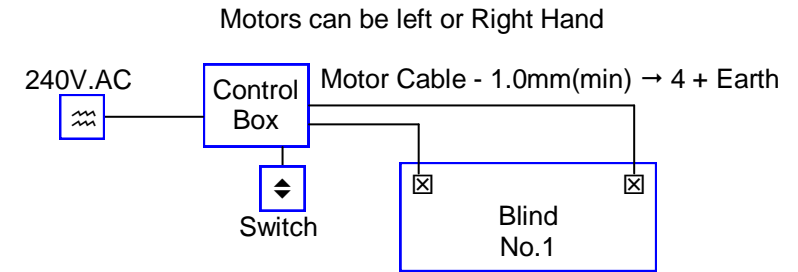 Motors can be left or Right Hand
240V.AC
Control
Box
Motor Cable - 1.0mm(min) → 4 + Earth
Switch
Blind
No.1